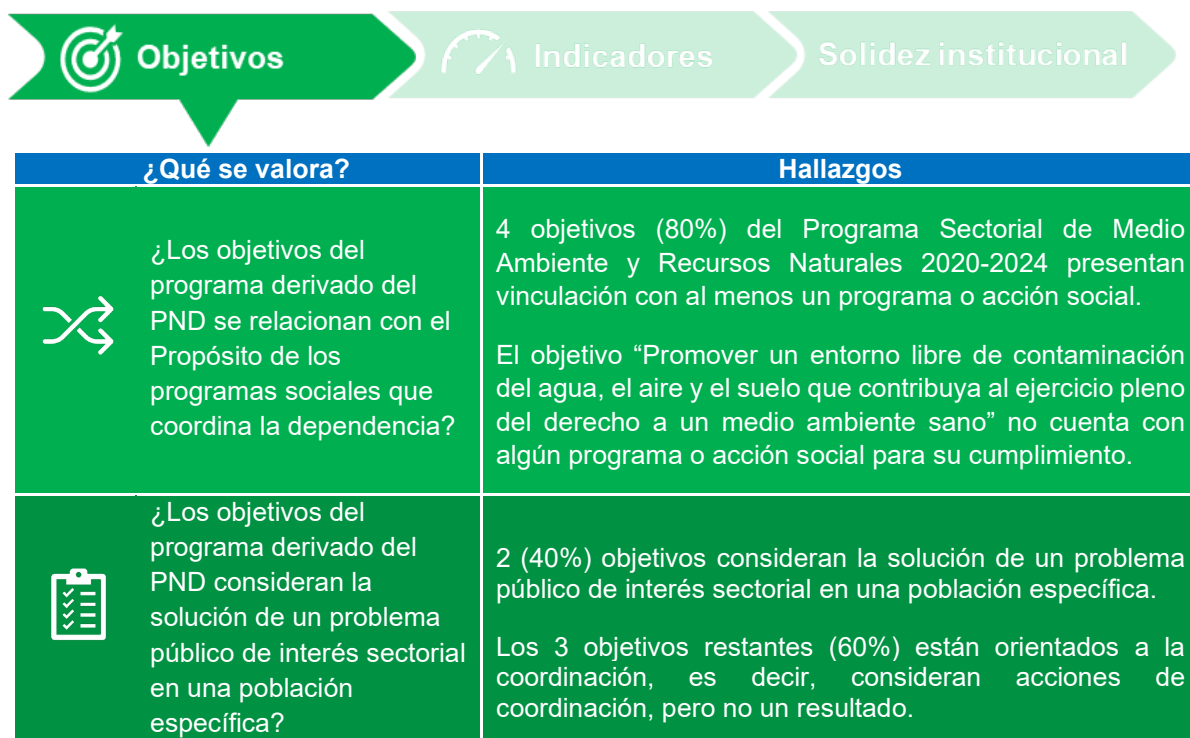 Objetivos
Indicadores
Solidez institucional
¿Qué se valora?
Hallazgos
¿Los objetivos del
programa derivado del
PND se relacionan con el
Propósito de los
programas sociales que
coordina la dependencia?
4 objetivos (80%) del Programa Sectorial de Medio
Ambiente y Recursos Naturales 2020-2024 presentan
vinculación con al menos un programa o acción social.
El objetivo “Promover un entorno libre de contaminación
del agua, el aire y el suelo que contribuya al ejercicio pleno
del derecho a un medio ambiente sano” no cuenta con
algún programa o acción social para su cumplimiento.
¿Los objetivos del
programa derivado del
PND consideran la
solución de un problema
público de interés sectorial
en una población
específica?
2 (40%) objetivos consideran la solución de un problema
público de interés sectorial en una población específica.
Los 3 objetivos restantes (60%) están orientados a la
coordinación, es decir, consideran acciones de
coordinación, pero no un resultado.